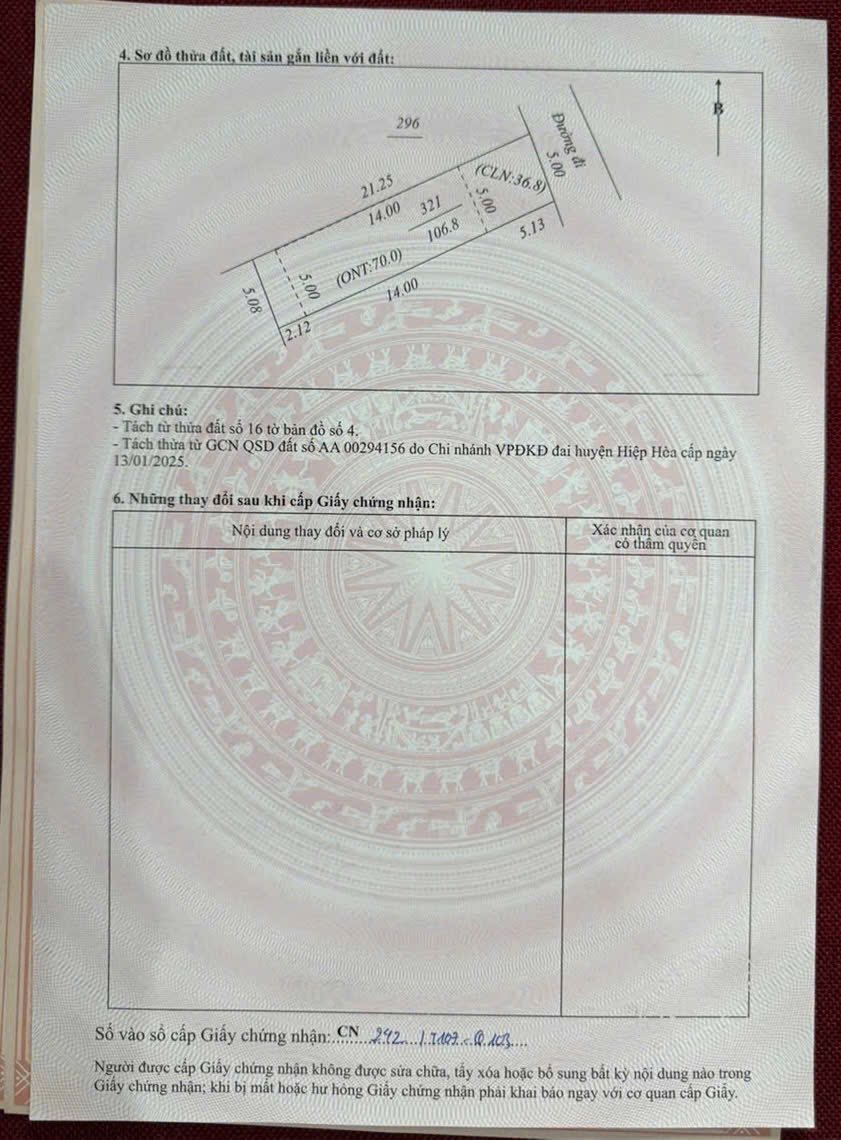 4. Sơ đồ thửa đất, tài sản gắn liền với đất:
B
296
Đường đi
5.00
(CLN:36.8)
21.25
14.00
321
106.8
5.00
5.13
(ONT:70.0)
5.00
14.00
5.08
2.12
5. Ghi chú:
- Tách từ thửa đất số 16 tờ bản đồ số 4.
- Tách thửa từ GCN QSD đất số AA 00294156 do Chi nhánh VPĐKĐ đai huyện Hiệp Hòa cấp ngày
13/01/2025.
6. Những thay đổi sau khi cấp Giấy chứng nhận:
Nội dung thay đổi và cơ sở pháp lý
Xác nhận của cơ quan
có thẩm quyền
Số vào sổ cấp Giấy chứng nhận: CN
Người được cấp Giấy chứng nhận không được sửa chữa, tẩy xóa hoặc bổ sung bất kỳ nội dung nào trong
Giấy chứng nhận; khi bị mất hoặc hư hỏng Giấy chứng nhận phải khai báo ngay với cơ quan cấp Giấy.